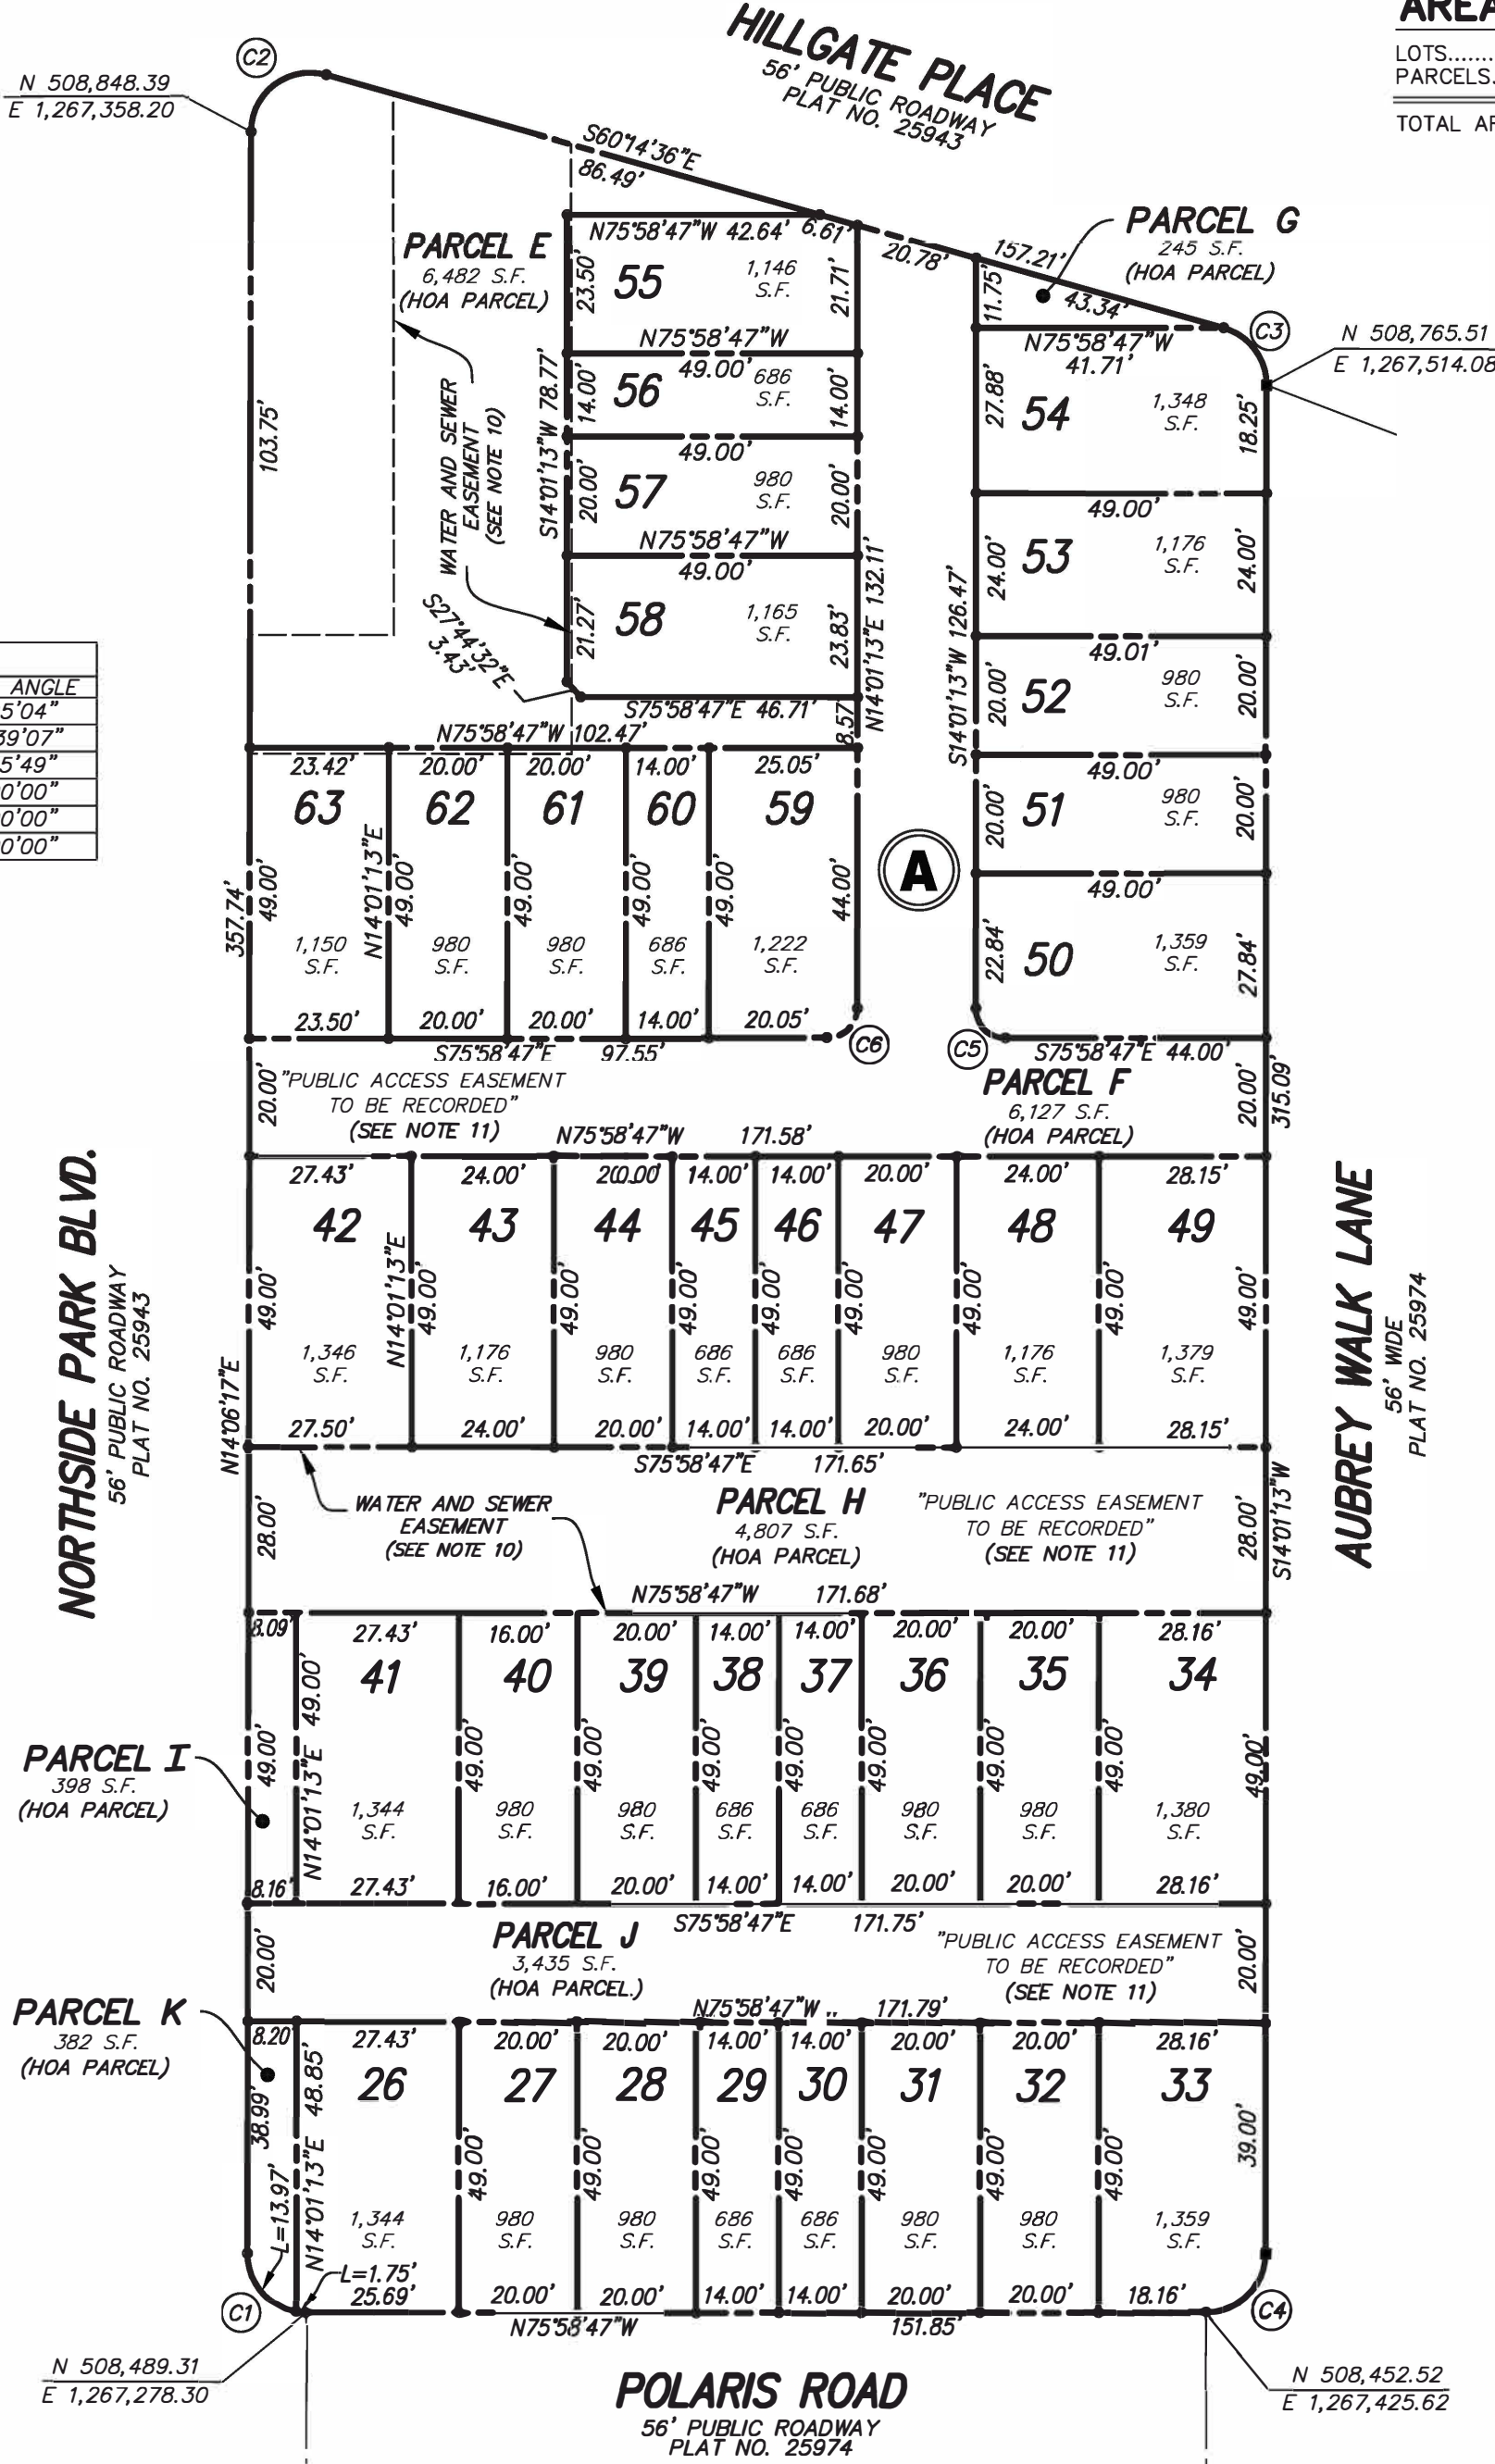 AREA
LOTS.......
PARCELS.
TOTAL AR
HILLGATE PLACE
56' PUBLIC ROADWAY
PLAT NO. 25943
C2
N 508,848.39
E 1,267,358.20
S60°14'36"E
86.49'
PARCEL E
6,482 S.F.
(HOA PARCEL)
N75°58'47"W 42.64'
6.61'
20.78'
157.21'
PARCEL G
245 S.F.
(HOA PARCEL)
43.34'
11.75'
C3
N 508,765.51
E 1,267,514.08
23.50'
55
1,146
S.F.
21.71'
N75°58'47"W
49.00'
N75°58'47"W
41.71'
14.00'
56
686
S.F.
14.00'
49.00'
27.88'
54
1,348
S.F.
18.25'
103.75'
WATER AND SEWER
EASEMENT
(SEE NOTE 10)
S14°01'13"W 78.77'
20.00'
57
980
S.F.
20.00'
N75°58'47"W
49.00'
49.00'
24.00'
53
1,176
S.F.
24.00'
S27°44'32"E
3.43'
21.27'
58
1,165
S.F.
23.83'
N14°01'13"E 132.11'
S14°01'13"W 126.47'
49.01'
20.00'
52
980
S.F.
20.00'
S75°58'47"E 46.71'
8.57'
ANGLE
5'04"
39'07"
5'49"
0'00"
0'00"
0'00"
N75°58'47"W 102.47'
23.42'
20.00'
20.00'
14.00'
25.05'
49.00'
63
62
61
60
59
20.00'
51
980
S.F.
20.00'
A
49.00'
357.74'
49.00'
N14°01'13"E
49.00'
49.00'
49.00'
49.00'
44.00'
1,150
S.F.
980
S.F.
980
S.F.
686
S.F.
1,222
S.F.
22.84'
50
1,359
S.F.
27.84'
23.50'
20.00'
20.00'
14.00'
20.05'
C6
C5
S75°58'47"E 97.55'
S75°58'47"E 44.00'
20.00'
"PUBLIC ACCESS EASEMENT
TO BE RECORDED"
(SEE NOTE 11)
PARCEL F
6,127 S.F.
(HOA PARCEL)
20.00'
315.09'
N75°58'47"W 171.58'
27.43'
24.00'
20.00'
14.00'
14.00'
20.00'
24.00'
28.15'
42
43
44
45
46
47
48
49
49.00'
N14°01'13"E
49.00'
49.00'
49.00'
49.00'
49.00'
49.00'
49.00'
49.00'
1,346
S.F.
1,176
S.F.
980
S.F.
686
S.F.
686
S.F.
980
S.F.
1,176
S.F.
1,379
S.F.
27.50'
24.00'
20.00'
14.00'
14.00'
20.00'
24.00'
28.15'
NORTHSIDE PARK BLVD.
56' PUBLIC ROADWAY
PLAT NO. 25943
AUBREY WALK LANE
56' WIDE
PLAT NO. 25974
N14°06'17"E
S75°58'47"E 171.65'
28.00'
WATER AND SEWER
EASEMENT
(SEE NOTE 10)
PARCEL H
4,807 S.F.
(HOA PARCEL)
"PUBLIC ACCESS EASEMENT
TO BE RECORDED"
(SEE NOTE 11)
28.00'
S14°01'13"W
N75°58'47"W 171.68'
8.09'
27.43'
16.00'
20.00'
14.00'
14.00'
20.00'
20.00'
28.16'
41
40
39
38
37
36
35
34
PARCEL I
398 S.F.
(HOA PARCEL)
49.00'
N14°01'13"E 49.00'
49.00'
49.00'
49.00'
49.00'
49.00'
49.00'
49.00'
49.00'
1,344
S.F.
980
S.F.
980
S.F.
686
S.F.
686
S.F.
980
S.F.
980
S.F.
1,380
S.F.
8.16'
27.43'
16.00'
20.00'
14.00'
14.00'
20.00'
20.00'
28.16'
S75°58'47"E 171.75'
20.00'
PARCEL J
3,435 S.F.
(HOA PARCEL.)
"PUBLIC ACCESS EASEMENT
TO BE RECORDED"
(SEE NOTE 11)
20.00'
N75°58'47"W 171.79'
PARCEL K
382 S.F.
(HOA PARCEL)
8.20'
27.43'
20.00'
20.00'
14.00'
14.00'
20.00'
20.00'
28.16'
26
27
28
29
30
31
32
33
38.99'
N14°01'13"E 48.85'
49.00'
49.00'
49.00'
49.00'
49.00'
49.00'
49.00'
39.00'
L=13.97'
1,344
S.F.
980
S.F.
980
S.F.
686
S.F.
686
S.F.
980
S.F.
980
S.F.
1,359
S.F.
L=1.75'
25.69'
20.00'
20.00'
14.00'
14.00'
20.00'
20.00'
18.16'
C1
C4
N75°58'47"W 151.85'
N 508,489.31
E 1,267,278.30
N 508,452.52
E 1,267,425.62
POLARIS ROAD
56' PUBLIC ROADWAY
PLAT NO. 25974